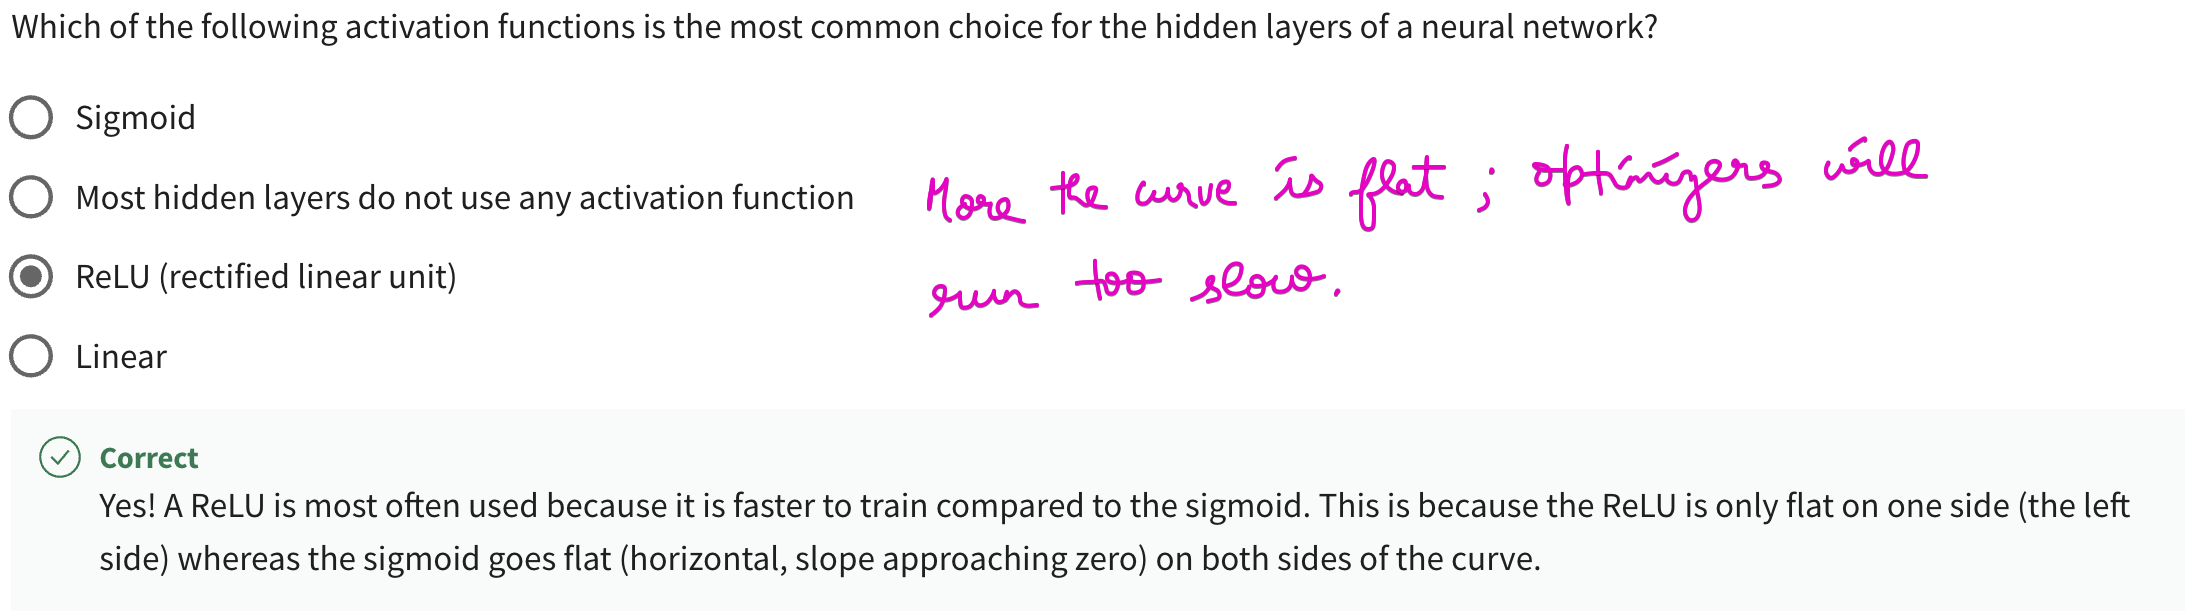 Which of the following activation functions is the most common choice for the hidden layers of a neural network?
Sigmoid
Most hidden layers do not use any activation function
ReLU (rectified linear unit)
Linear
More the curve is flat ; optimizers will
run too slow.
Correct
Yes! A ReLU is most often used because it is faster to train compared to the sigmoid. This is because the ReLU is only flat on one side (the left
side) whereas the sigmoid goes flat (horizontal, slope approaching zero) on both sides of the curve.